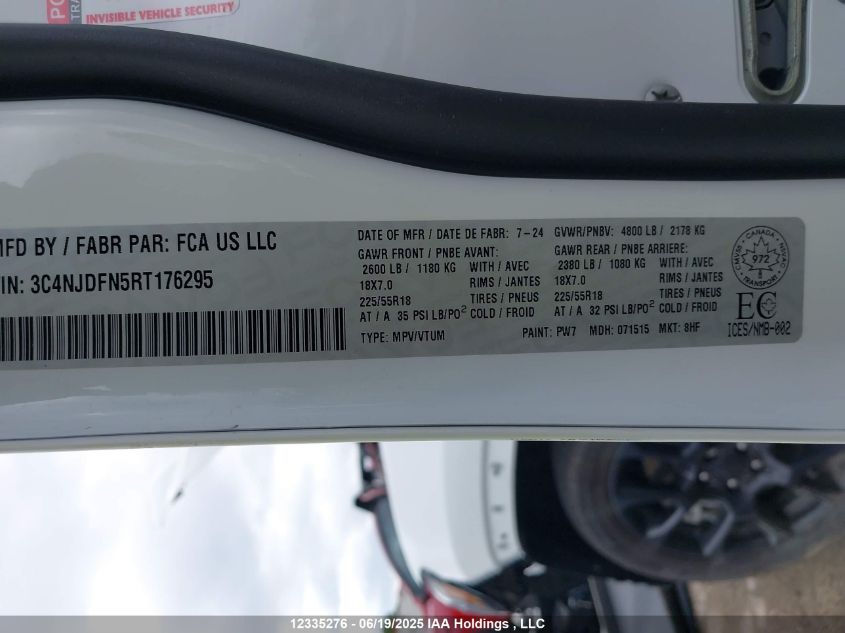 INVISIBLE VEHICLE SECURITY
MFD BY / FABR PAR: FCA US LLC
VIN: 3C4NJDFN5RT176295
DATE OF MFR / DATE DE FABR: 7-24 GVWR/PNBV: 4800 LB / 2178 KG
GAWR FRONT / PNBE AVANT: GAWR REAR / PNBE ARRIERE:
2600 LB / 1180 KG WITH / AVEC 2380 LB / 1080 KG WITH / AVEC
18X7.0 RIMS / JANTES 18X7.0 RIMS / JANTES
225/55R18 TIRES / PNEUS 225/55R18 TIRES / PNEUS
AT / A 35 PSI LB/PO2 COLD / FROID AT / A 32 PSI LB/PO2 COLD / FROID
TYPE: MPV/VTUM PAINT: PW7 MDH: 071515 MKT: 8HF
CANADA
CMVSS
NSVAC
972
EC
ICES/NMB-002
12335276 - 06/19/2025 IAA Holdings , LLC